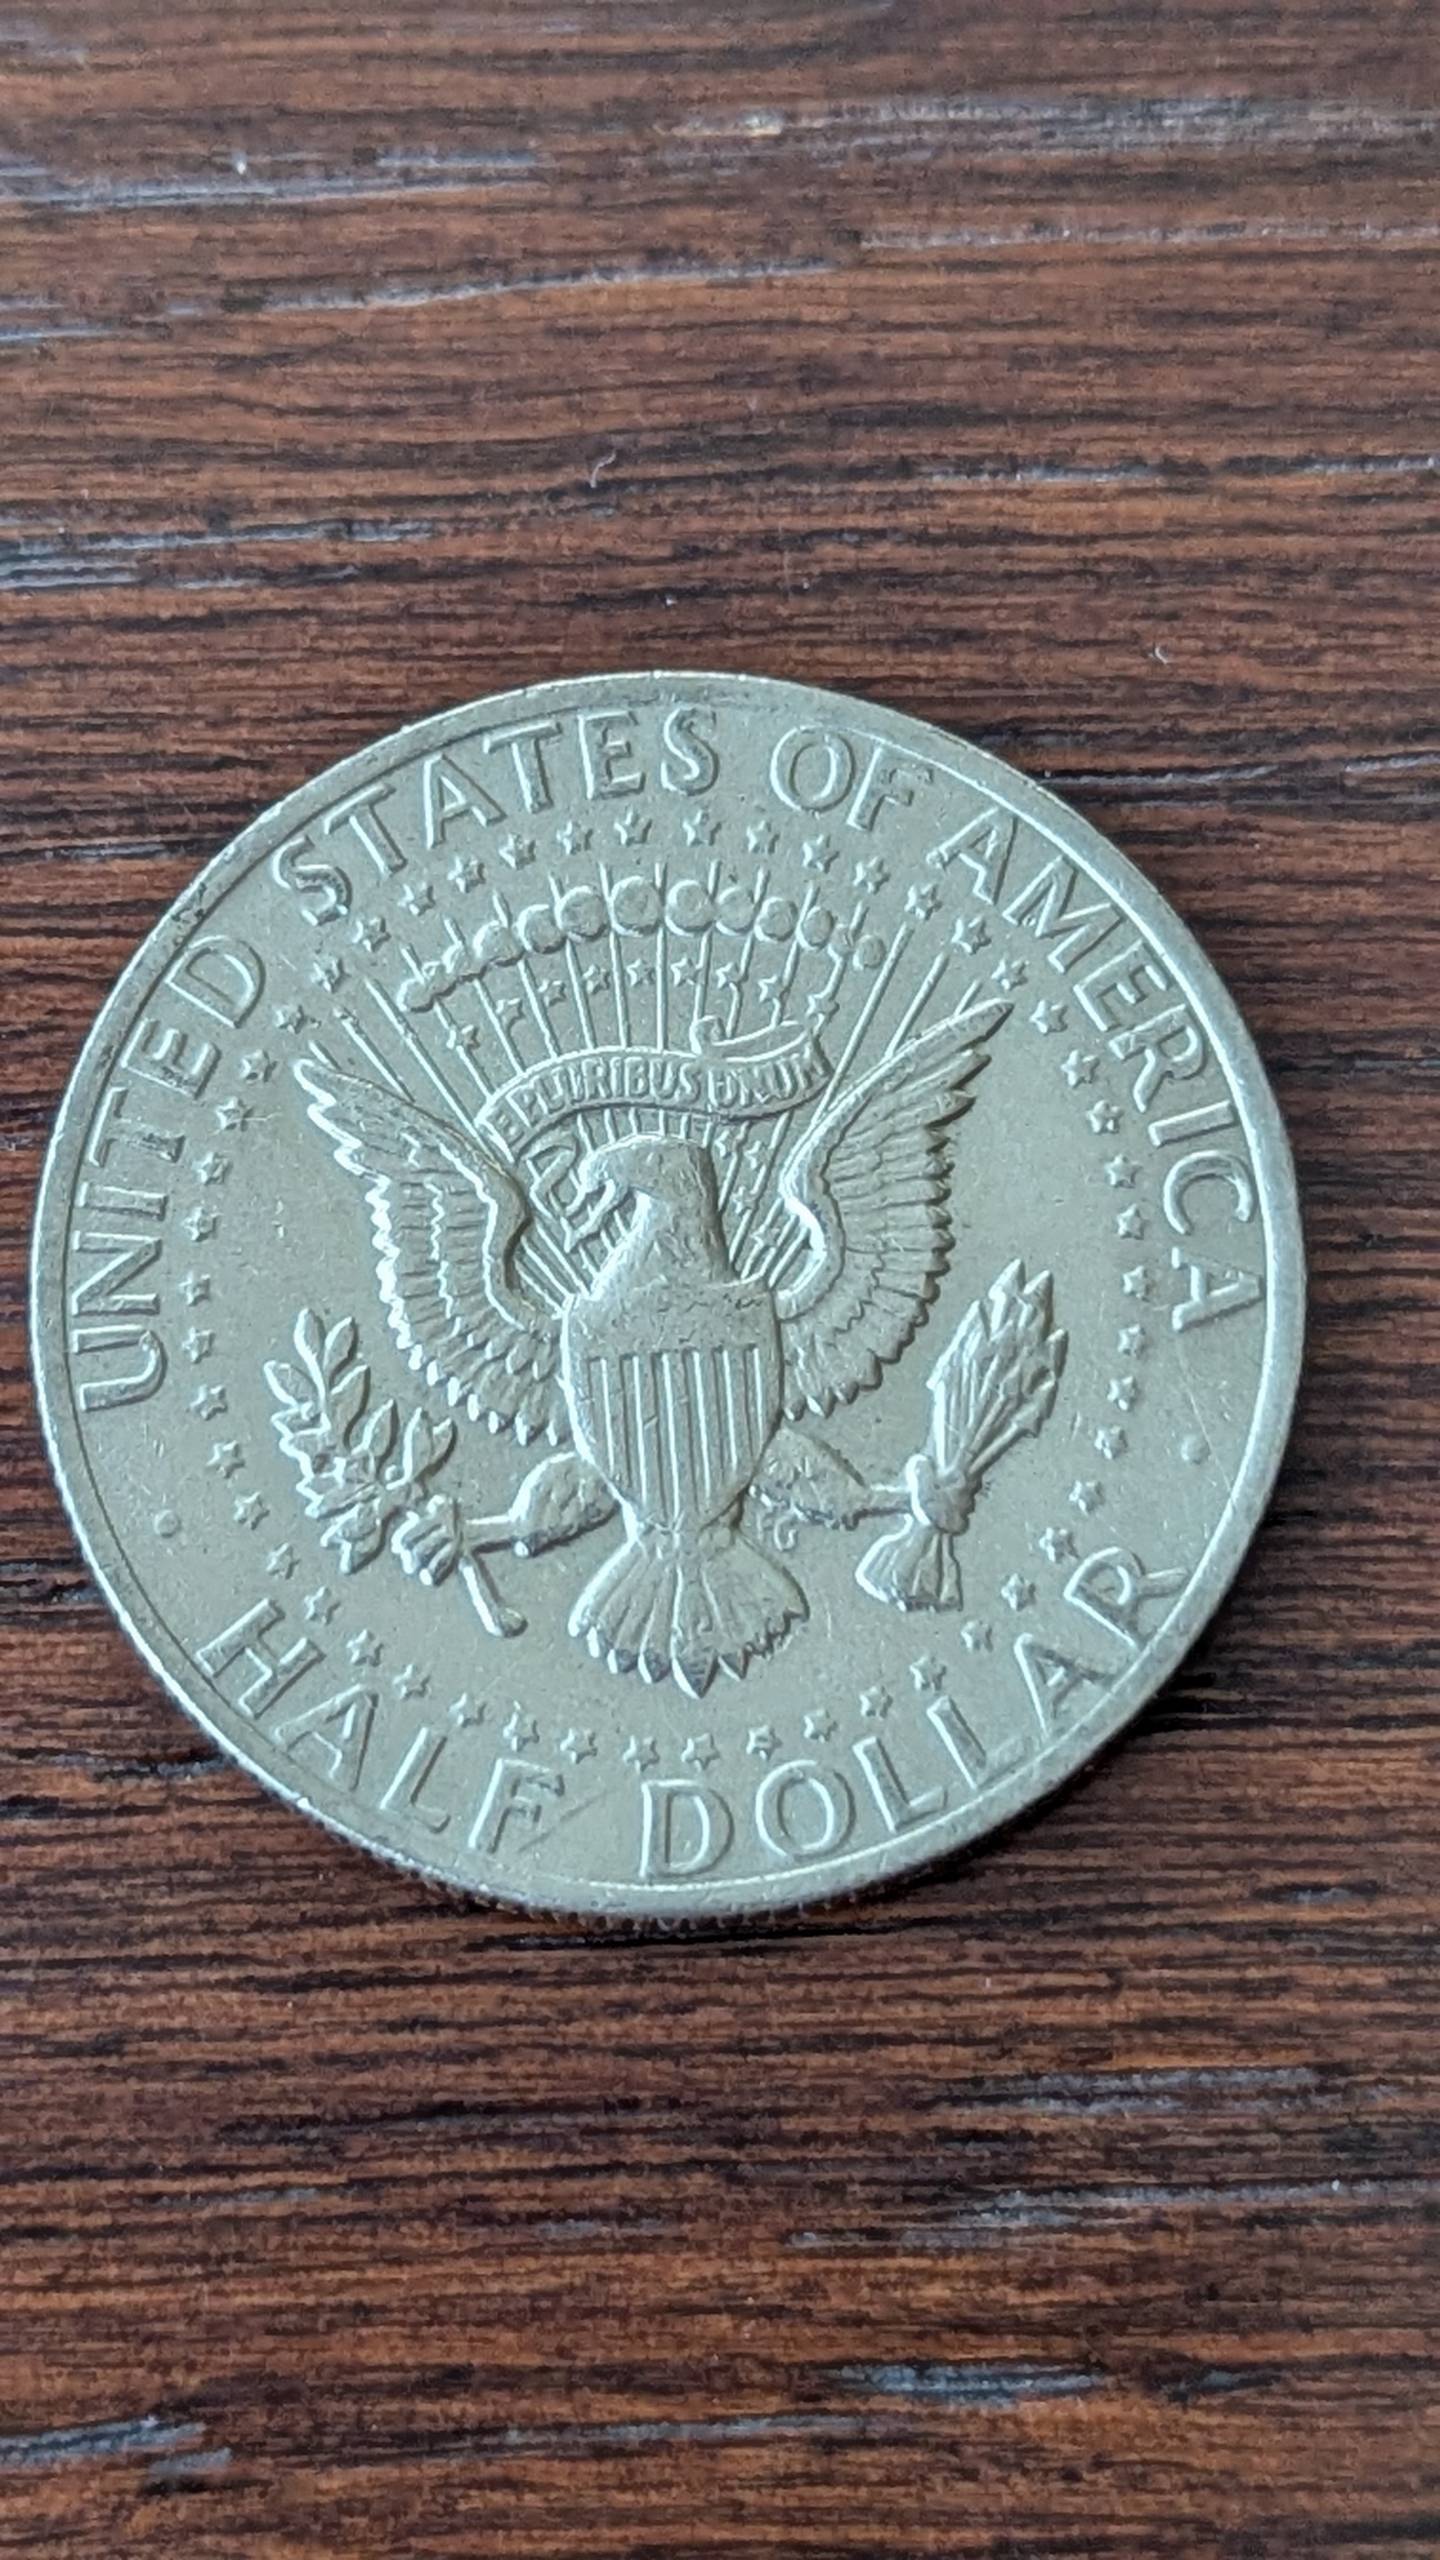 UNITED STATES OF AMERICA
E PLURIBUS UNUM
HALF DOLLAR